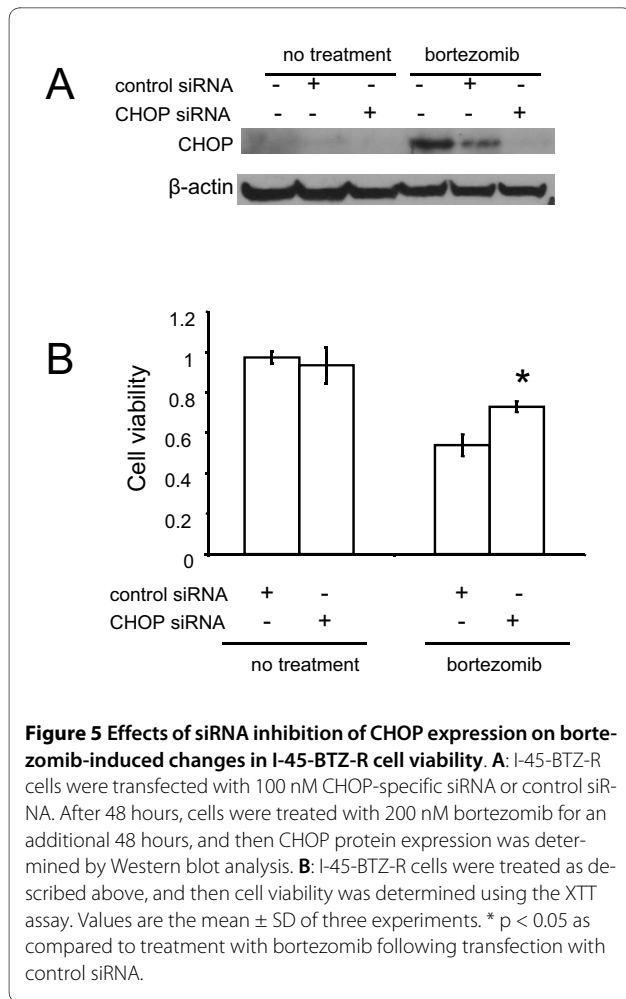 no treatment bortezomib
A
control siRNA - + - - + -
CHOP siRNA - - + - - +
CHOP
β-actin
B
Cell viability
1.2
1
0.8
0.6
0.4
0.2
0
*
control siRNA + - + -
CHOP siRNA - + - +
no treatment bortezomib
Figure 5 Effects of siRNA inhibition of CHOP expression on borte-
zomib-induced changes in I-45-BTZ-R cell viability. A: I-45-BTZ-R
cells were transfected with 100 nM CHOP-specific siRNA or control siR-
NA. After 48 hours, cells were treated with 200 nM bortezomib for an
additional 48 hours, and then CHOP protein expression was deter-
mined by Western blot analysis. B: I-45-BTZ-R cells were treated as de-
scribed above, and then cell viability was determined using the XTT
assay. Values are the mean ± SD of three experiments. * p < 0.05 as
compared to treatment with bortezomib following transfection with
control siRNA.